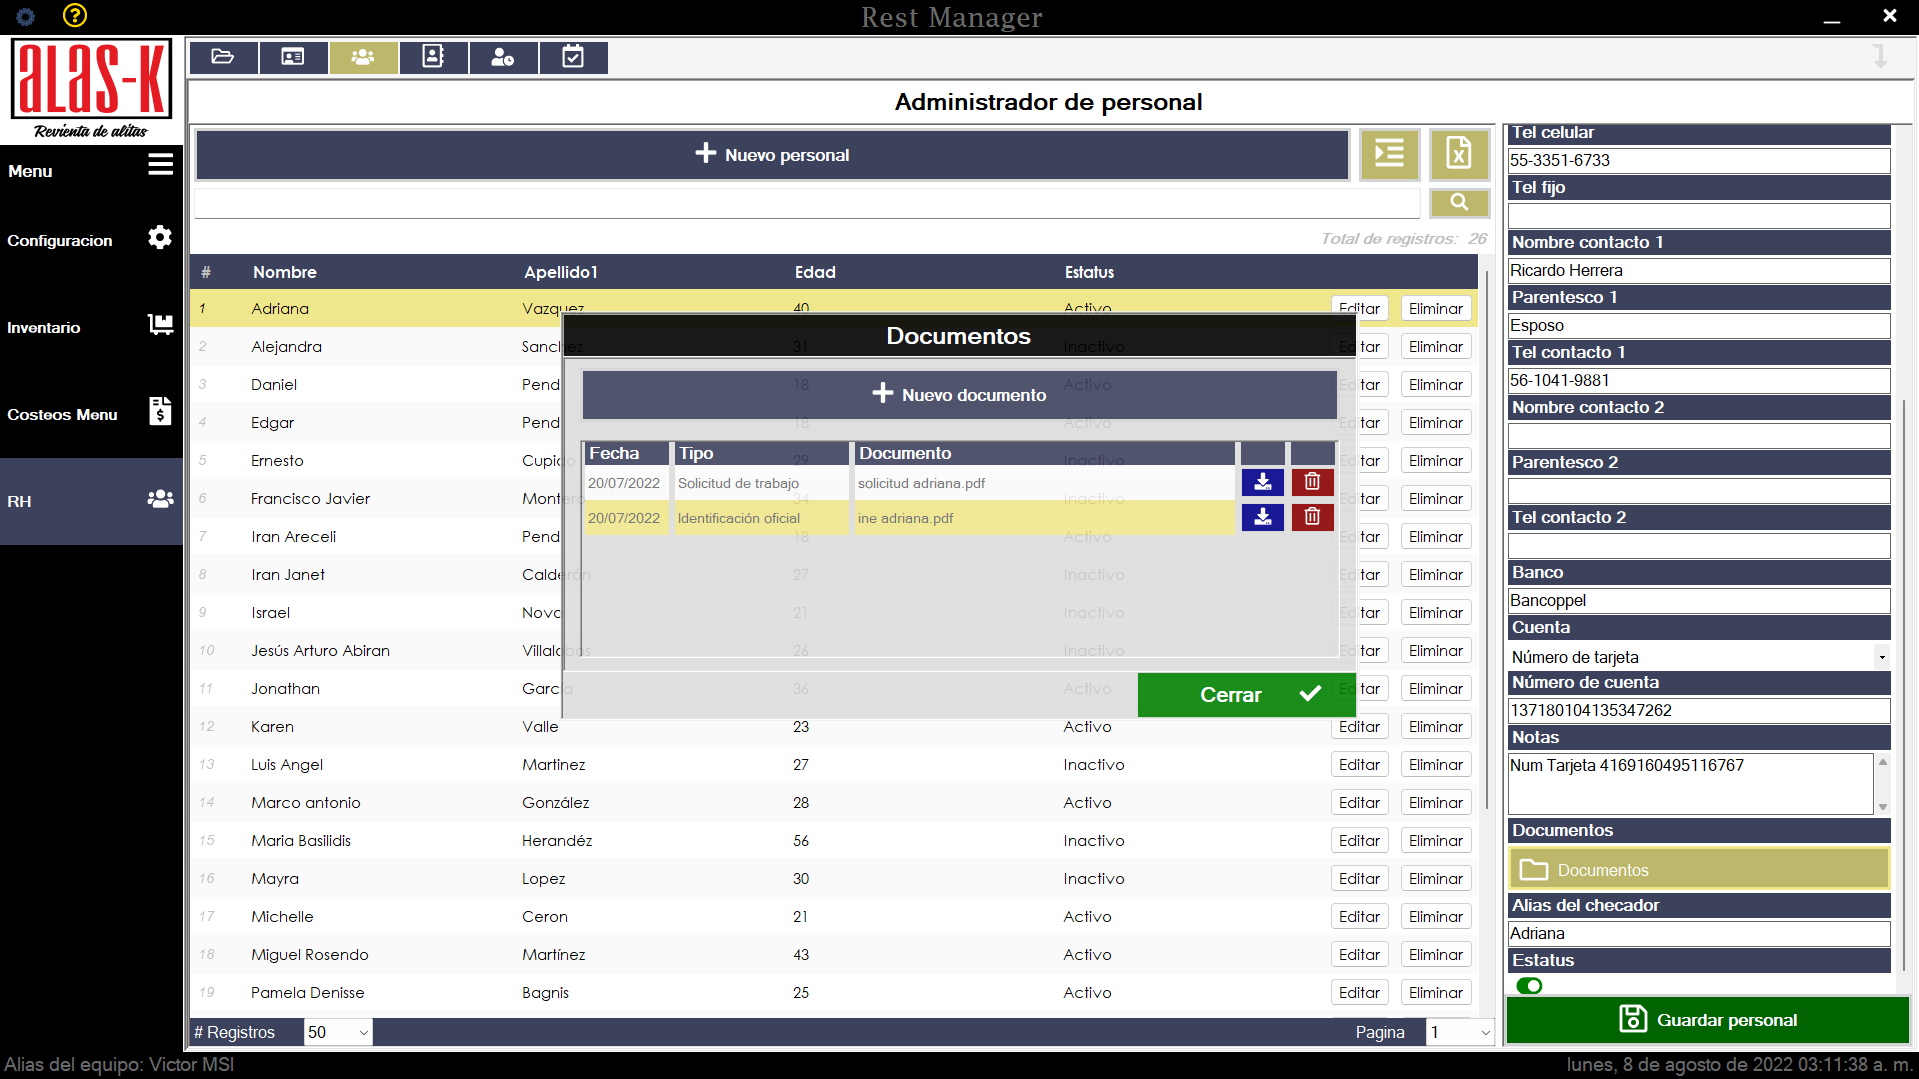 Rest Manager
aLaS-K
Revienta de alitas
Menu
Configuracion
Inventario
Costeos Menu
RH
Administrador de personal
Nuevo personal
Total de registros: 26
# Nombre Apellido1 Edad Estatus
1 Adriana Vazquez 40 Activo Editar Eliminar
2 Alejandra Sanchez 31 Inactivo Editar Eliminar
3 Daniel Pend 18 Activo Editar Eliminar
4 Edgar Pend 18 Activo Editar Eliminar
5 Ernesto Cupido 29 Inactivo Editar Eliminar
6 Francisco Javier Montero 34 Inactivo Editar Eliminar
7 Iran Areceli Pend 18 Activo Editar Eliminar
8 Iran Janet Calderón 27 Inactivo Editar Eliminar
9 Israel Nova 21 Inactivo Editar Eliminar
10 Jesús Arturo Abiran Villalobos 26 Inactivo Editar Eliminar
11 Jonathan Garcia 36 Activo Editar Eliminar
12 Karen Valle 23 Activo Editar Eliminar
13 Luis Angel Martinez 27 Inactivo Editar Eliminar
14 Marco antonio González 28 Activo Editar Eliminar
15 Maria Basilidis Herandéz 56 Inactivo Editar Eliminar
16 Mayra Lopez 30 Inactivo Editar Eliminar
17 Michelle Ceron 21 Activo Editar Eliminar
18 Miguel Rosendo Martínez 43 Activo Editar Eliminar
19 Pamela Denisse Bagnis 25 Activo Editar Eliminar
# Registros 50 Pagina 1
Documentos
Nuevo documento
Fecha Tipo Documento
20/07/2022 Solicitud de trabajo solicitud adriana.pdf
20/07/2022 Identificación oficial ine adriana.pdf
Cerrar
Tel celular
55-3351-6733
Tel fijo
Nombre contacto 1
Ricardo Herrera
Parentesco 1
Esposo
Tel contacto 1
56-1041-9881
Nombre contacto 2
Parentesco 2
Tel contacto 2
Banco
Bancoppel
Cuenta
Número de tarjeta
Número de cuenta
137180104135347262
Notas
Num Tarjeta 4169160495116767
Documentos
Documentos
Alias del checador
Adriana
Estatus
Guardar personal
Alias del equipo: Victor MSI
lunes, 8 de agosto de 2022 03:11:38 a. m.